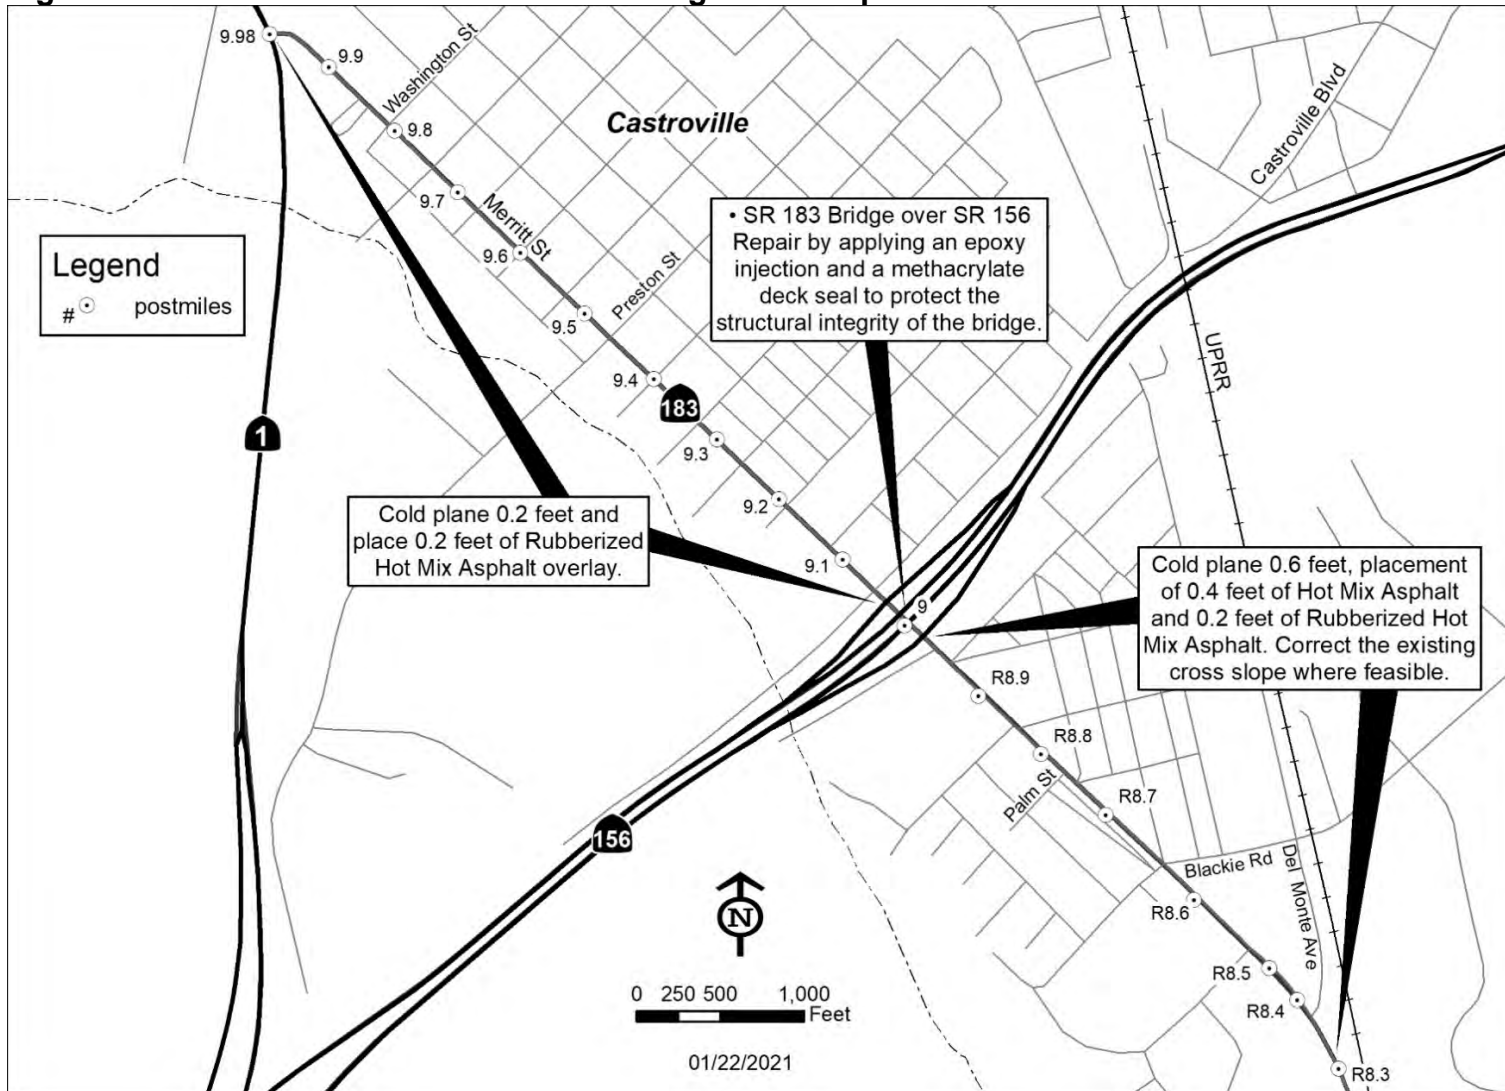 9.98
9.9
Washington St
9.8
Castroville
Castroville Blvd
9.7
Merritt St
9.6
Preston St
9.5
9.4
183
9.3
9.2
9.1
9
Legend
# postmiles
• SR 183 Bridge over SR 156
Repair by applying an epoxy
injection and a methacrylate
deck seal to protect the
structural integrity of the bridge.
UPRR
1
Cold plane 0.2 feet and
place 0.2 feet of Rubberized
Hot Mix Asphalt overlay.
Cold plane 0.6 feet, placement
of 0.4 feet of Hot Mix Asphalt
and 0.2 feet of Rubberized Hot
Mix Asphalt. Correct the existing
cross slope where feasible.
R8.9
R8.8
Palm St
R8.7
156
Blackie Rd
Del Monte Ave
R8.6
R8.5
R8.4
R8.3
N
0 250 500 1,000
Feet
01/22/2021